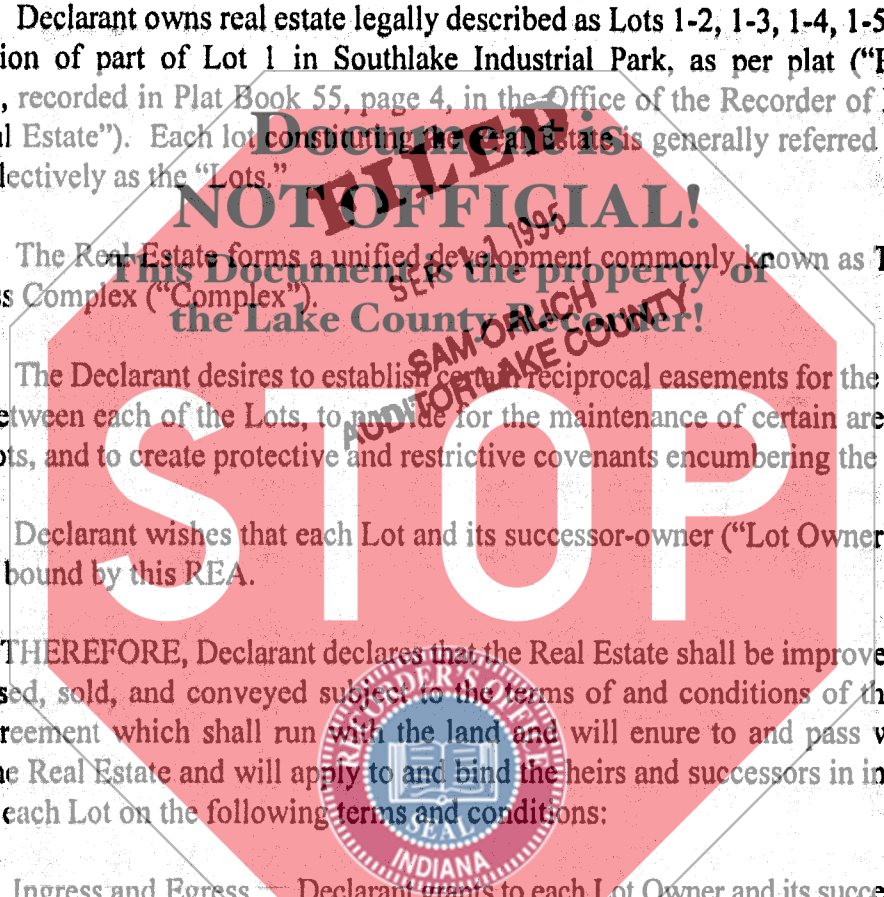 Declarant owns real estate legally described as Lots 1-2, 1-3, 1-4, 1-5
ion of part of Lot 1 in Southlake Industrial Park, as per plat ("
, recorded in Plat Book 55, page 4, in the Office of the Recorder of
l Estate"). Each lot constituting the Real Estate is generally referred
lectively as the "Lots."
Document is
NOT OFFICIAL!
This Document is the property of
the Lake County Recorder!
FILED
SEP 11 1995
SAM ORLICH
AUDITOR LAKE COUNTY
The Real Estate forms a unified development commonly known as T
s Complex ("Complex").
The Declarant desires to establish certain reciprocal easements for the
etween each of the Lots, to provide for the maintenance of certain are
ots, and to create protective and restrictive covenants encumbering the
STOP
Declarant wishes that each Lot and its successor-owner ("Lot Owner
bound by this REA.
THEREFORE, Declarant declares that the Real Estate shall be improve
sed, sold, and conveyed subject to the terms of and conditions of th
reement which shall run with the land and will enure to and pass w
e Real Estate and will apply to and bind the heirs and successors in in
each Lot on the following terms and conditions:
RECORDER'S OFFICE
SEAL
INDIANA
Ingress and Egress — Declarant grants to each Lot Owner and its succe